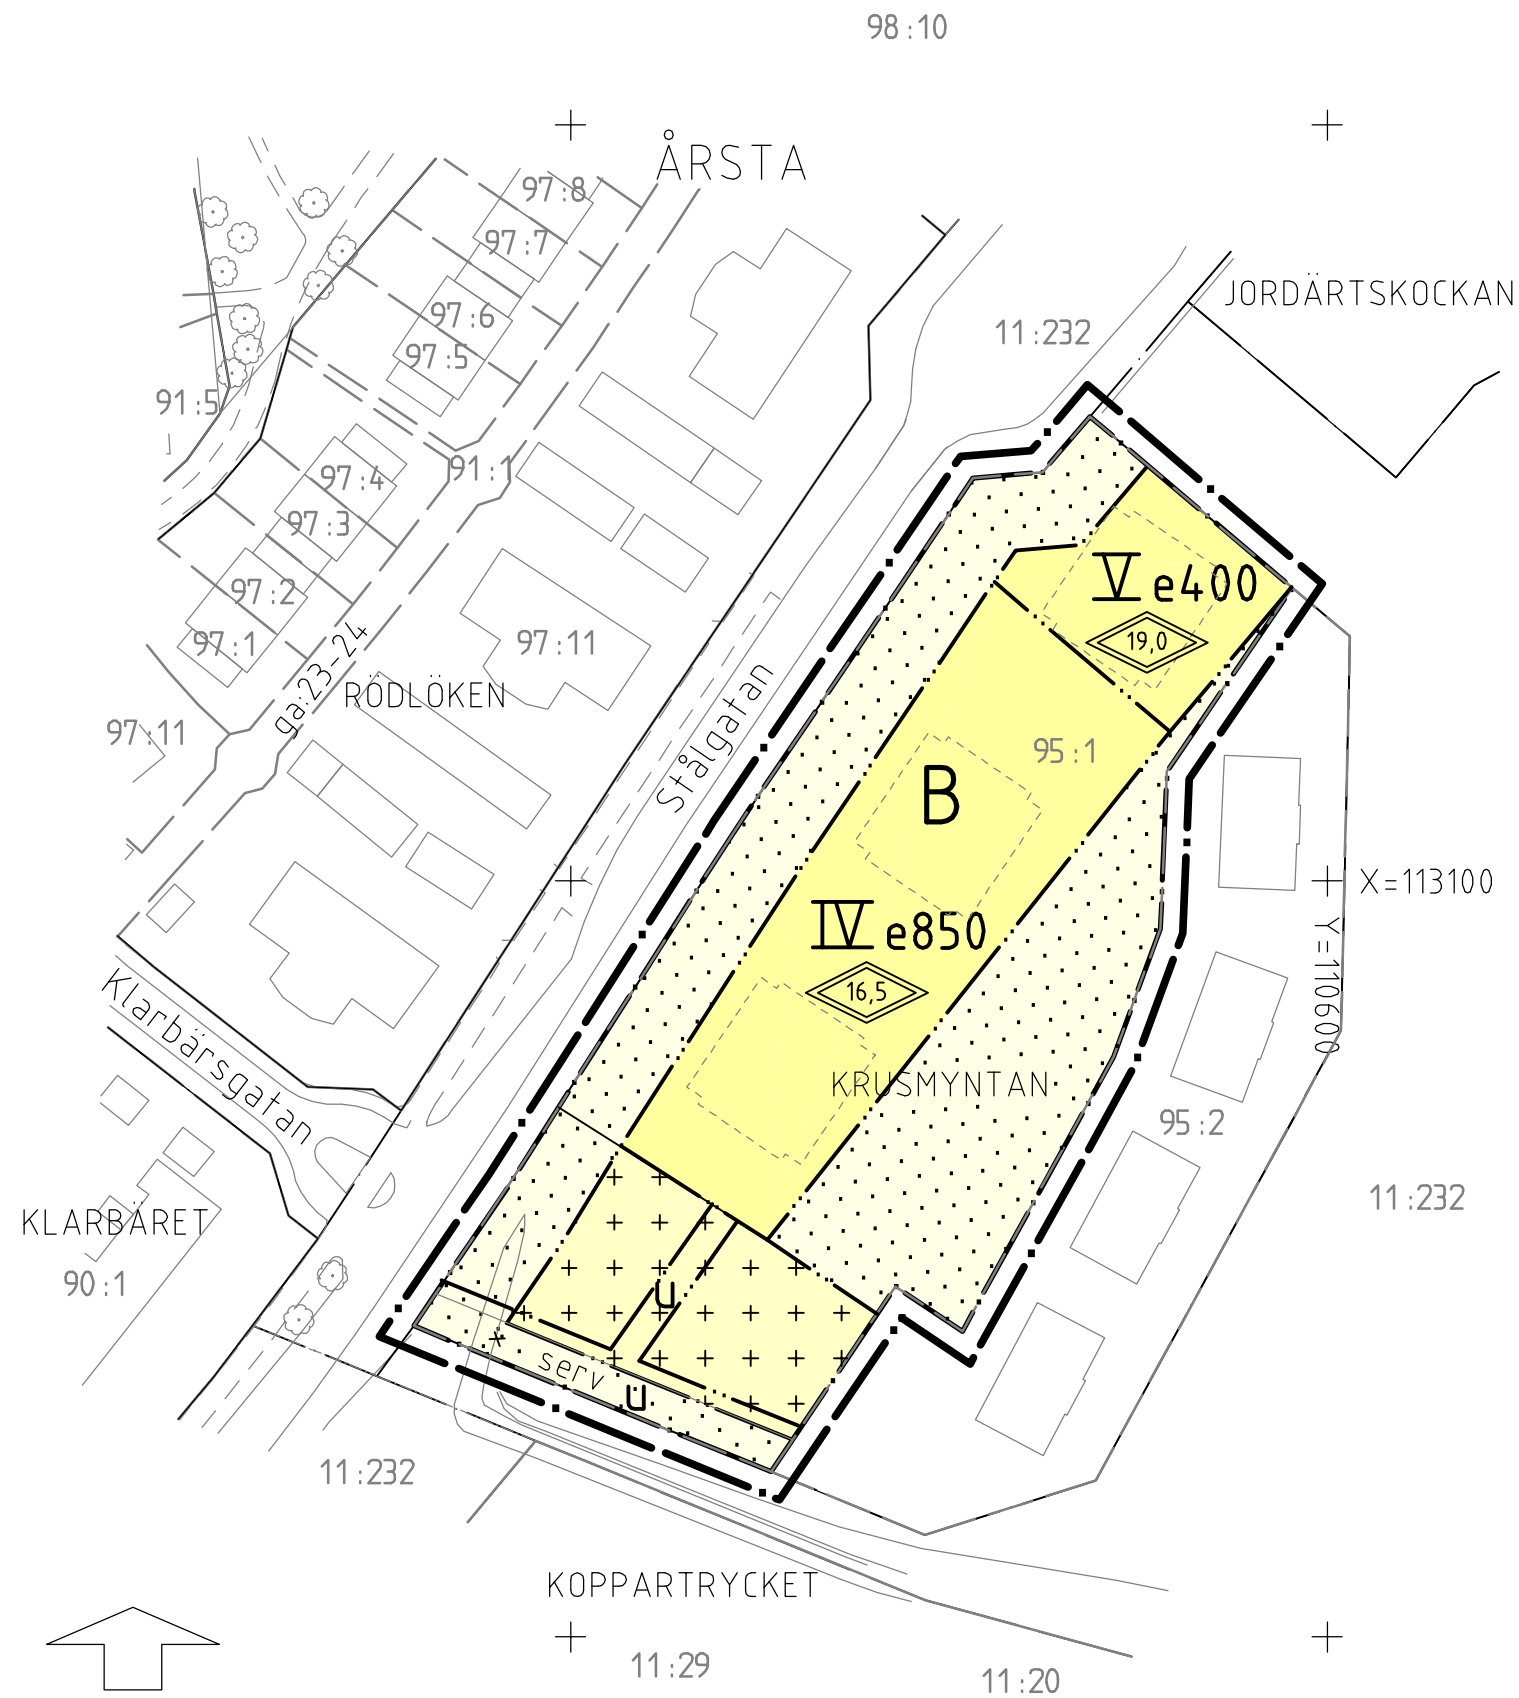 98:10
ÅRSTA
97:8
97:7
JORDÄRTSKOCKAN
97:6
11:232
97:5
91:5
91:1
97:4
97:3
V e400
97:2
19,0
97:1
97:11
ga:23-24
RÖDLÖKEN
97:11
Stålgatan
95:1
B
X=113100
IV e850
Y=110600
16,5
Klarbärsgatan
KRUSMYNTAN
95:2
11:232
KLARBÄRET
90:1
u
x
serv
u
11:232
KOPPARTRYCKET
11:29
11:20